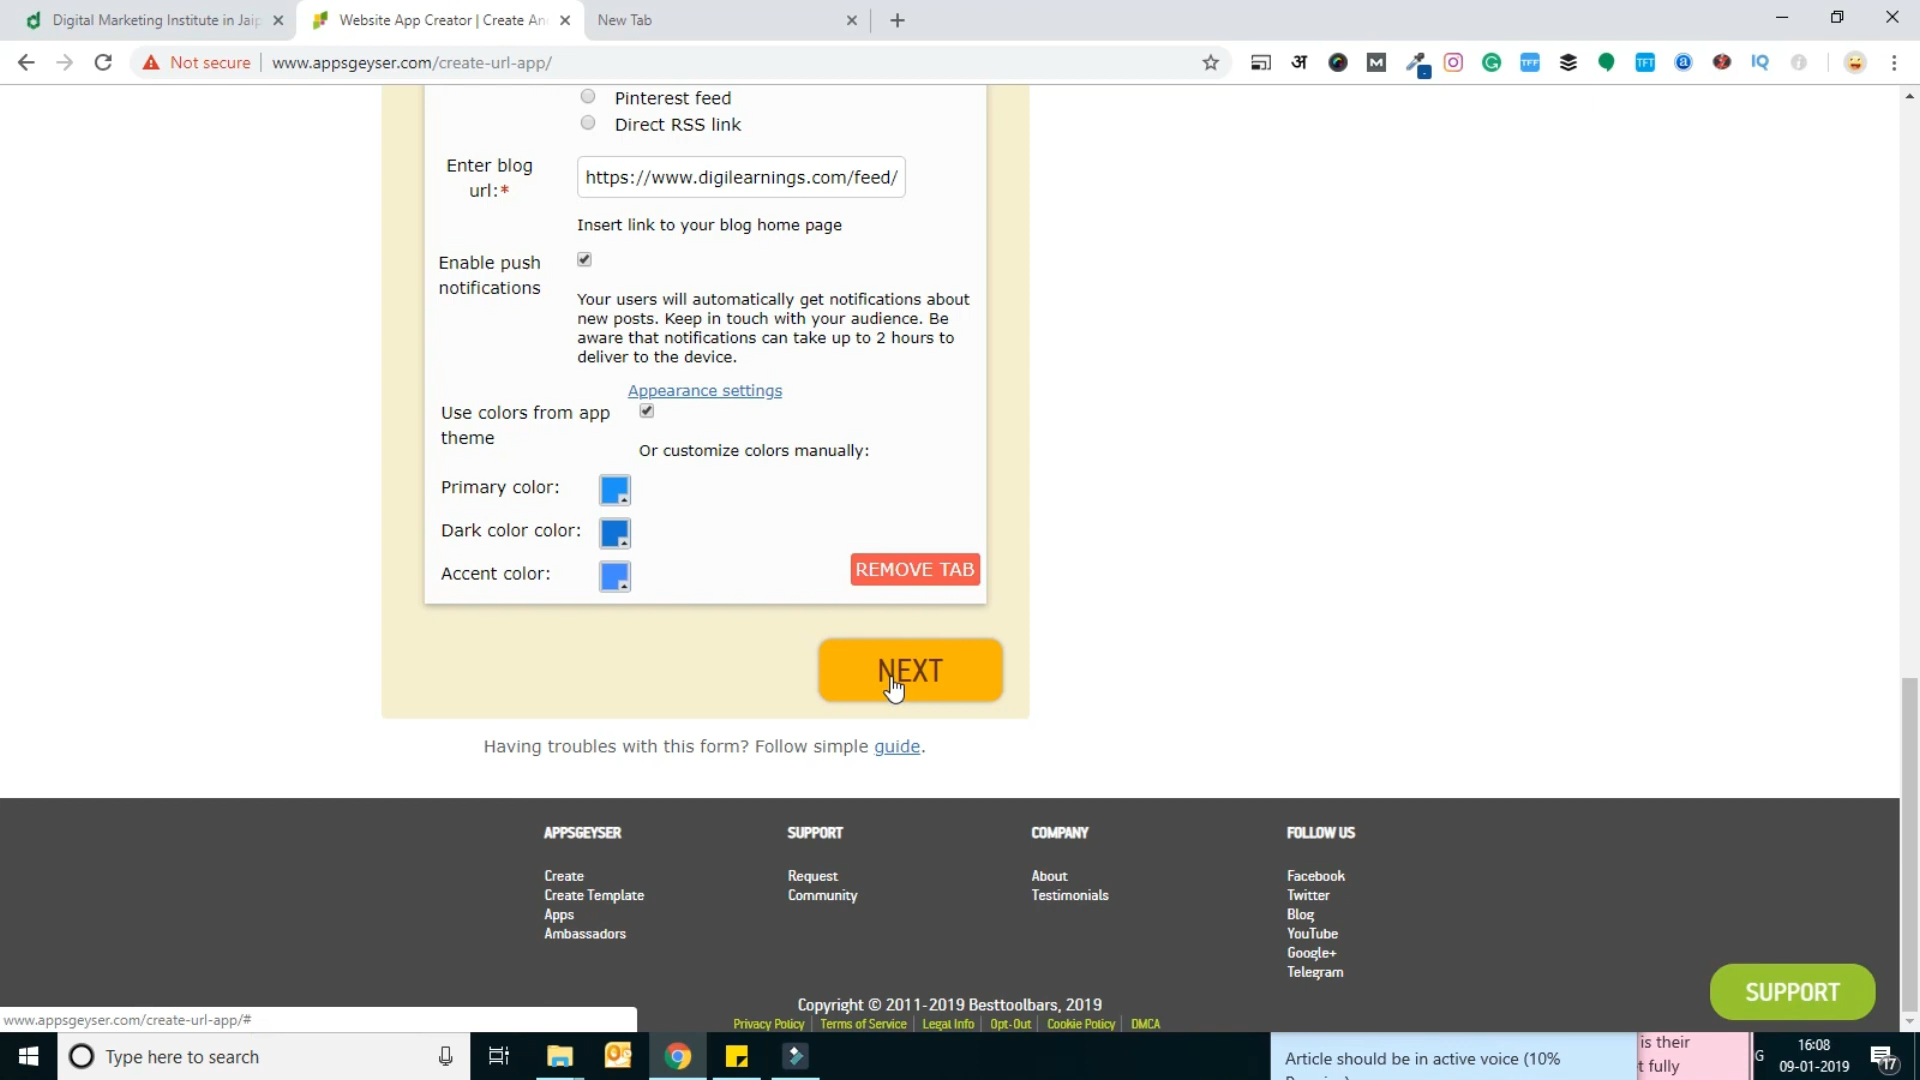 Digital Marketing Institute in Jaip
Website App Creator | Create An
New Tab
Not secure
www.appsgeyser.com/create-url-app/
Pinterest feed
Direct RSS link
Enter blog
url:*
https://www.digilearnings.com/feed/
Insert link to your blog home page
Enable push
notifications
Your users will automatically get notifications about
new posts. Keep in touch with your audience. Be
aware that notifications can take up to 2 hours to
deliver to the device.
Appearance settings
Use colors from app
theme
Or customize colors manually:
Primary color:
Dark color color:
Accent color:
REMOVE TAB
NEXT
Having troubles with this form? Follow simple guide.
APPSGEYSER
Create
Create Template
Apps
Ambassadors
SUPPORT
Request
Community
COMPANY
About
Testimonials
FOLLOW US
Facebook
Twitter
Blog
YouTube
Google+
Telegram
SUPPORT
Copyright © 2011-2019 Besttoolbars, 2019
Privacy Policy | Terms of Service | Legal Info | Opt-Out | Cookie Policy | DMCA
www.appsgeyser.com/create-url-app/#
Type here to search
Article should be in active voice (10%
is their
t fully
G
16:08
09-01-2019
17